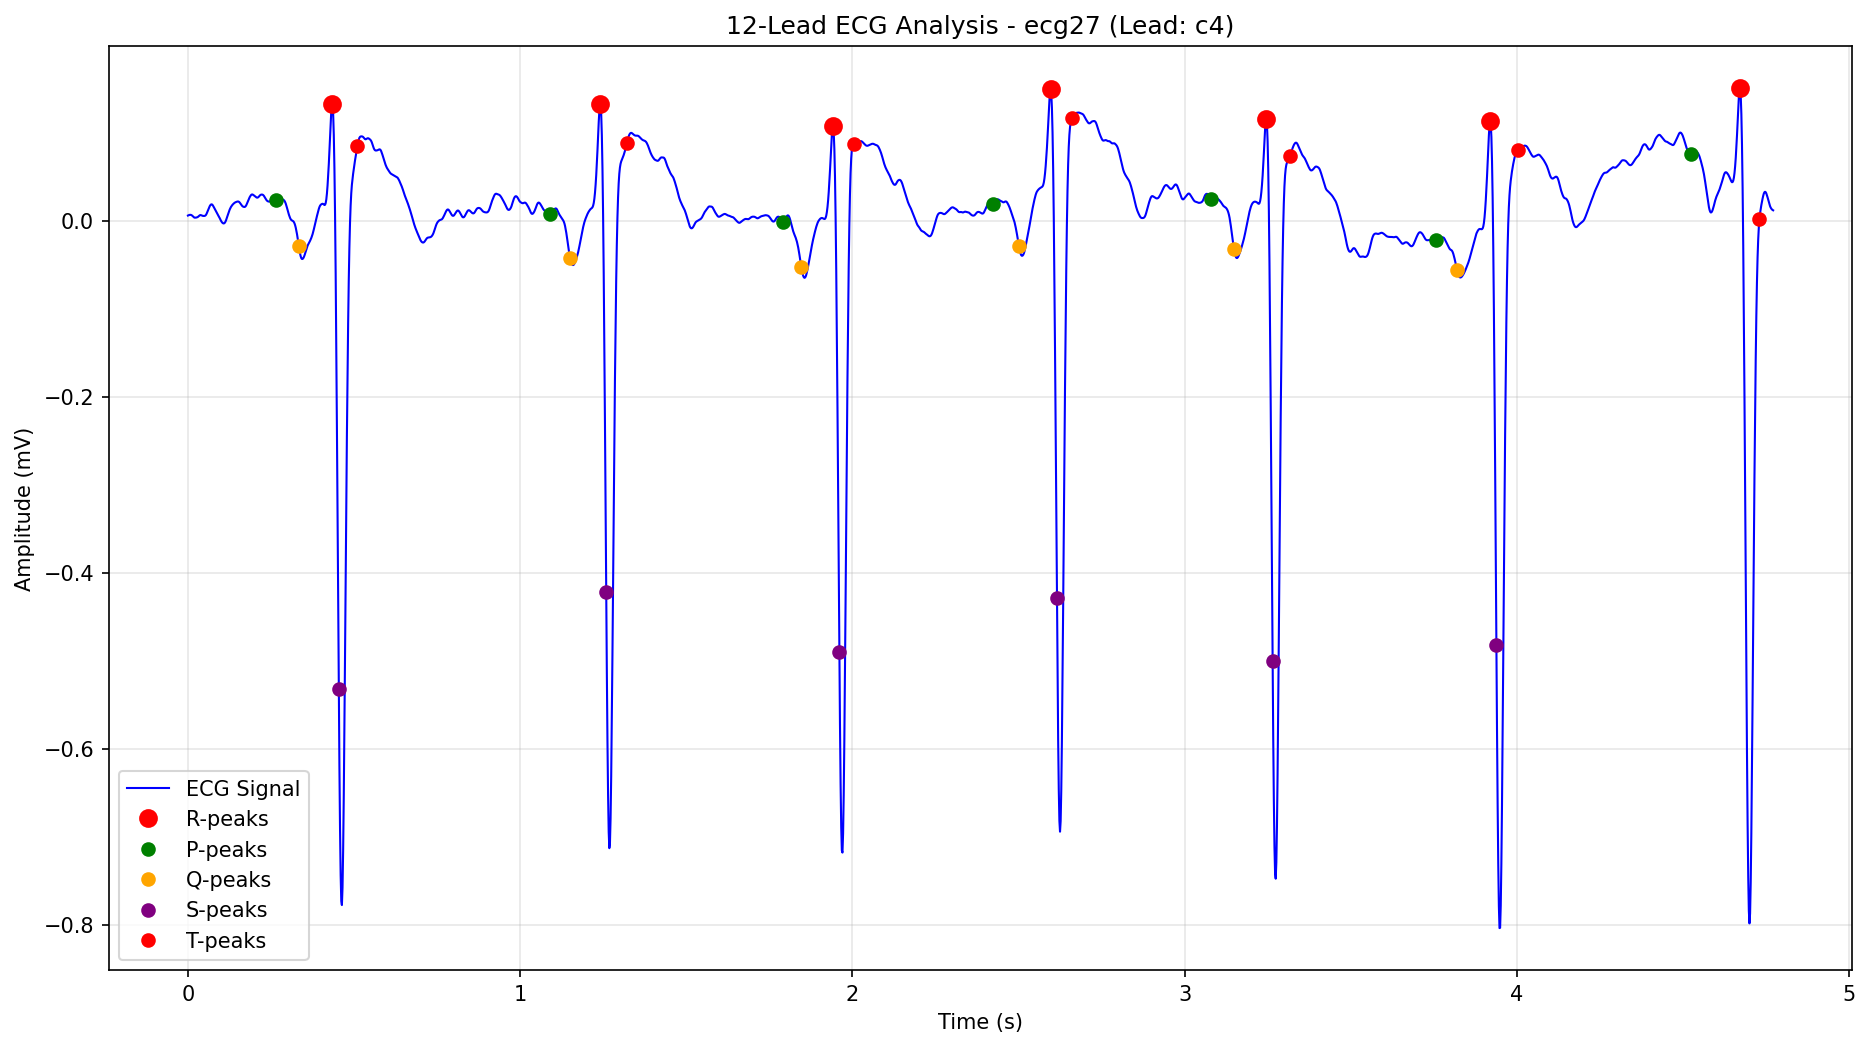 12-Lead ECG Analysis - ecg27 (Lead: c4)
Amplitude (mV)
0.0
−0.2
−0.4
−0.6
−0.8
ECG Signal
R-peaks
P-peaks
Q-peaks
S-peaks
T-peaks
0 1 2 3 4 5
Time (s)